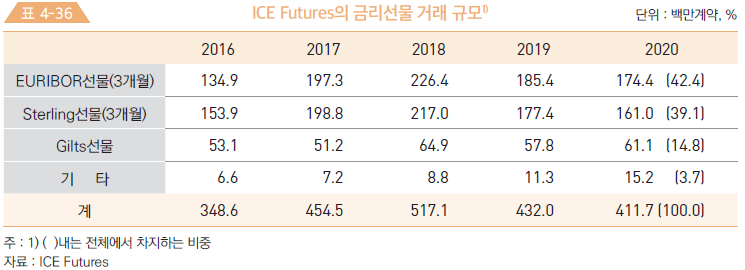 표 4-36 ICE Futures의 금리선물 거래 규모1) 단위 : 백만계약, %
2016 2017 2018 2019 2020
EURIBOR선물(3개월) 134.9 197.3 226.4 185.4 174.4 (42.4)
Sterling선물(3개월) 153.9 198.8 217.0 177.4 161.0 (39.1)
Gilts선물 53.1 51.2 64.9 57.8 61.1 (14.8)
기 타 6.6 7.2 8.8 11.3 15.2 (3.7)
계 348.6 454.5 517.1 432.0 411.7 (100.0)
주 : 1) ( )내는 전체에서 차지하는 비중
자료 : ICE Futures